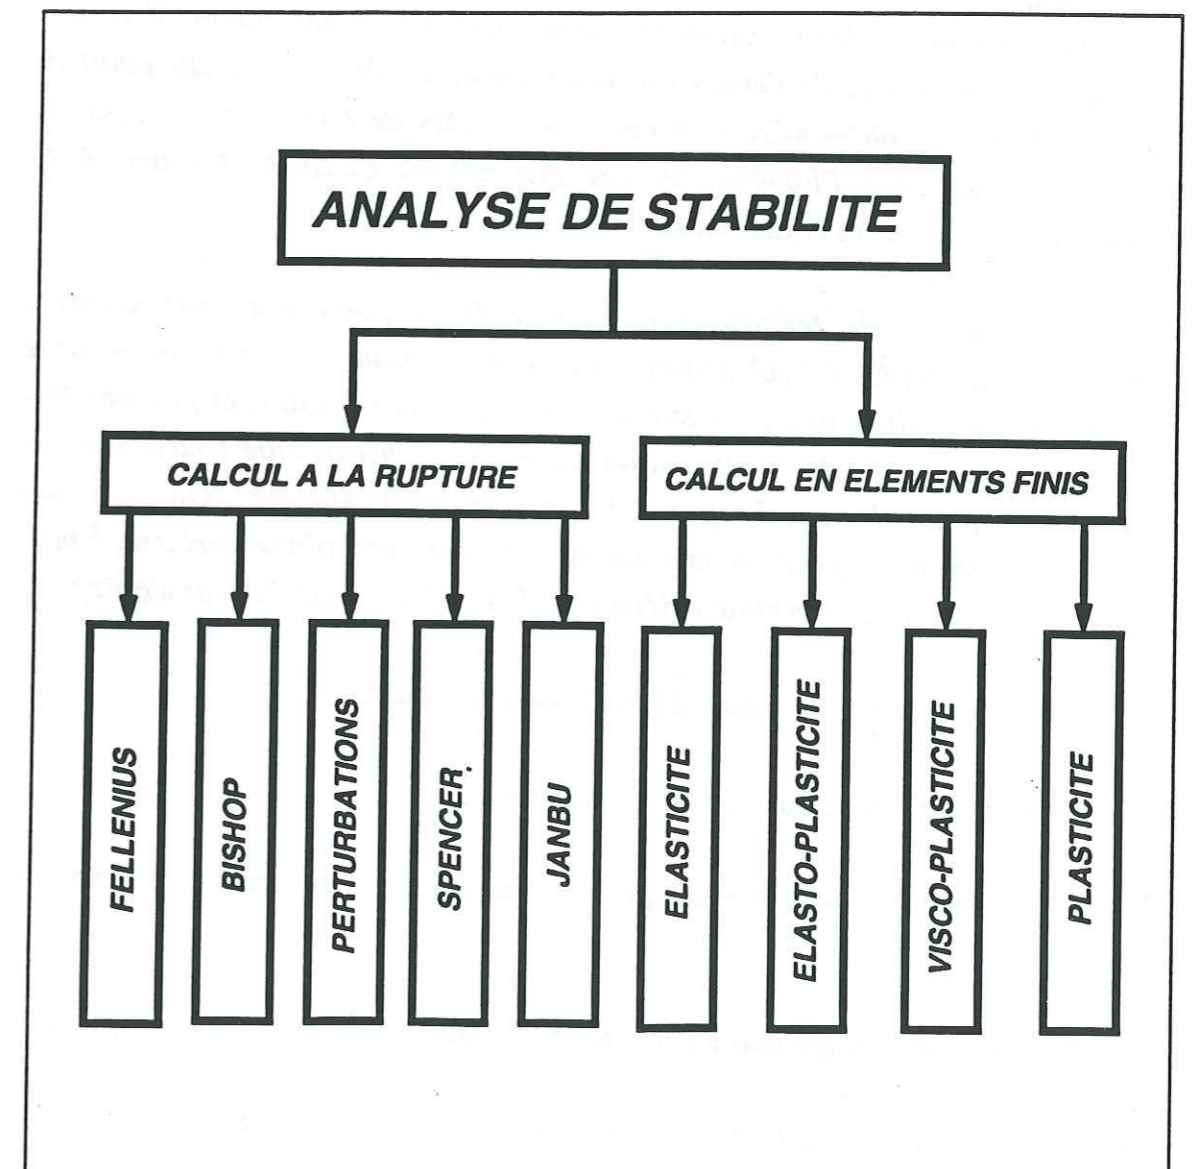 ANALYSE DE STABILITE
CALCUL A LA RUPTURE
CALCUL EN ELEMENTS FINIS
FELLENIUS
BISHOP
PERTURBATIONS
SPENCER.
JANBU
ELASTICITE
ELASTO-PLASTICITE
VISCO-PLASTICITE
PLASTICITE